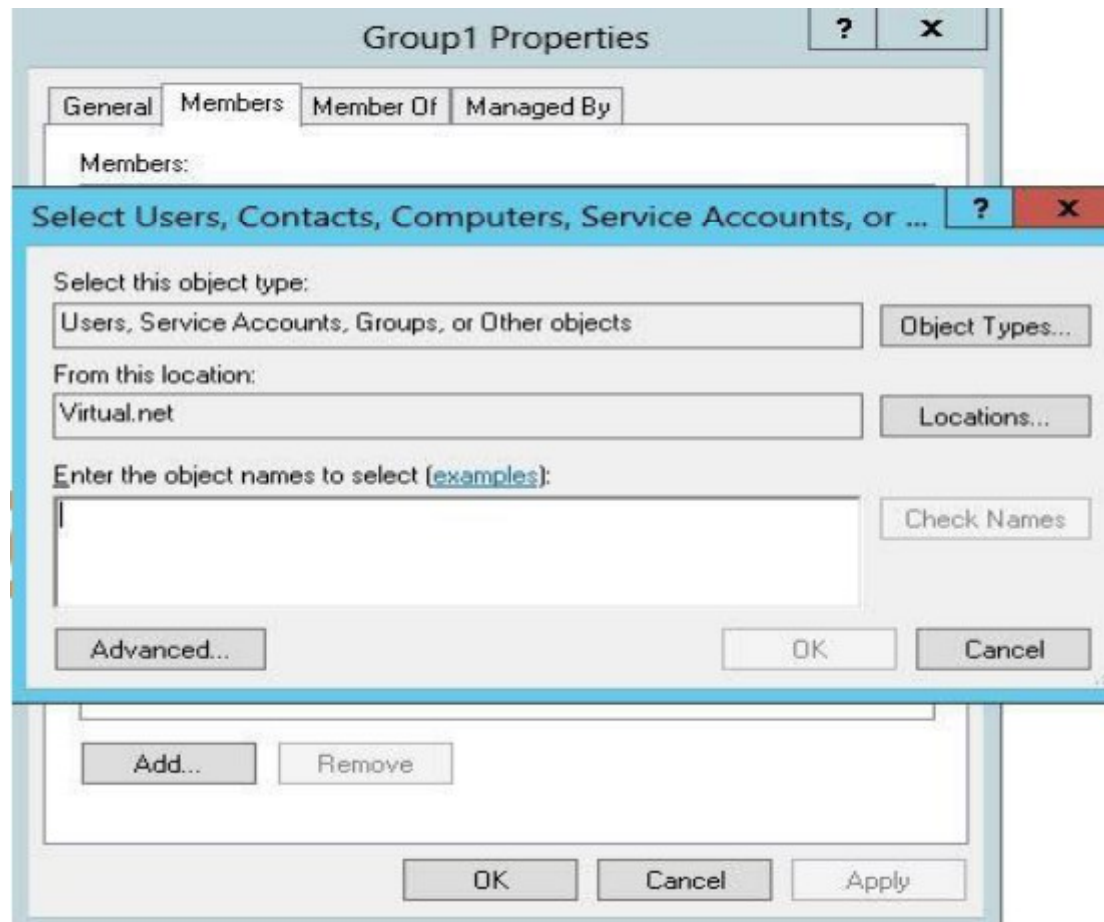 Group1 Properties
? x
General Members Member Of Managed By
Members:
Select Users, Contacts, Computers, Service Accounts, or ... ? x
Select this object type:
Users, Service Accounts, Groups, or Other objects Object Types...
From this location:
Virtual.net Locations...
Enter the object names to select (examples):
Check Names
Advanced... OK Cancel
Add... Remove
OK Cancel Apply